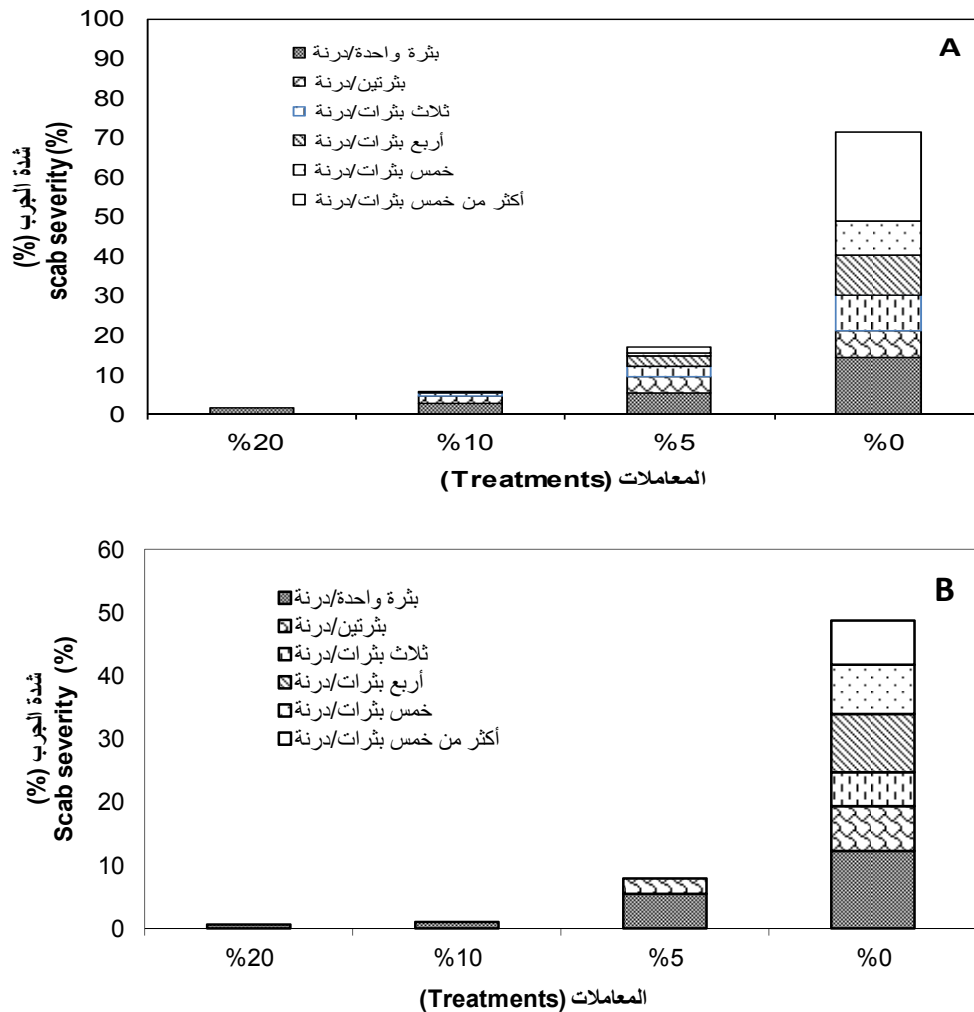 A
100
90
80
70
60
50
40
30
20
10
0
شدة الجرب (%)
scab severity (%)
بثرة واحدة/درنة
بثرتين/درنة
ثلاث بثرات/درنة
أربع بثرات/درنة
خمس بثرات/درنة
أكثر من خمس بثرات/درنة
%20 %10 %5 %0
المعاملات (Treatments)
B
60
50
40
30
20
10
0
شدة الجرب (%)
Scab severity (%)
بثرة واحدة/درنة
بثرتين/درنة
ثلاث بثرات/درنة
أربع بثرات/درنة
خمس بثرات/درنة
أكثر من خمس بثرات/درنة
%20 %10 %5 %0
المعاملات (Treatments)